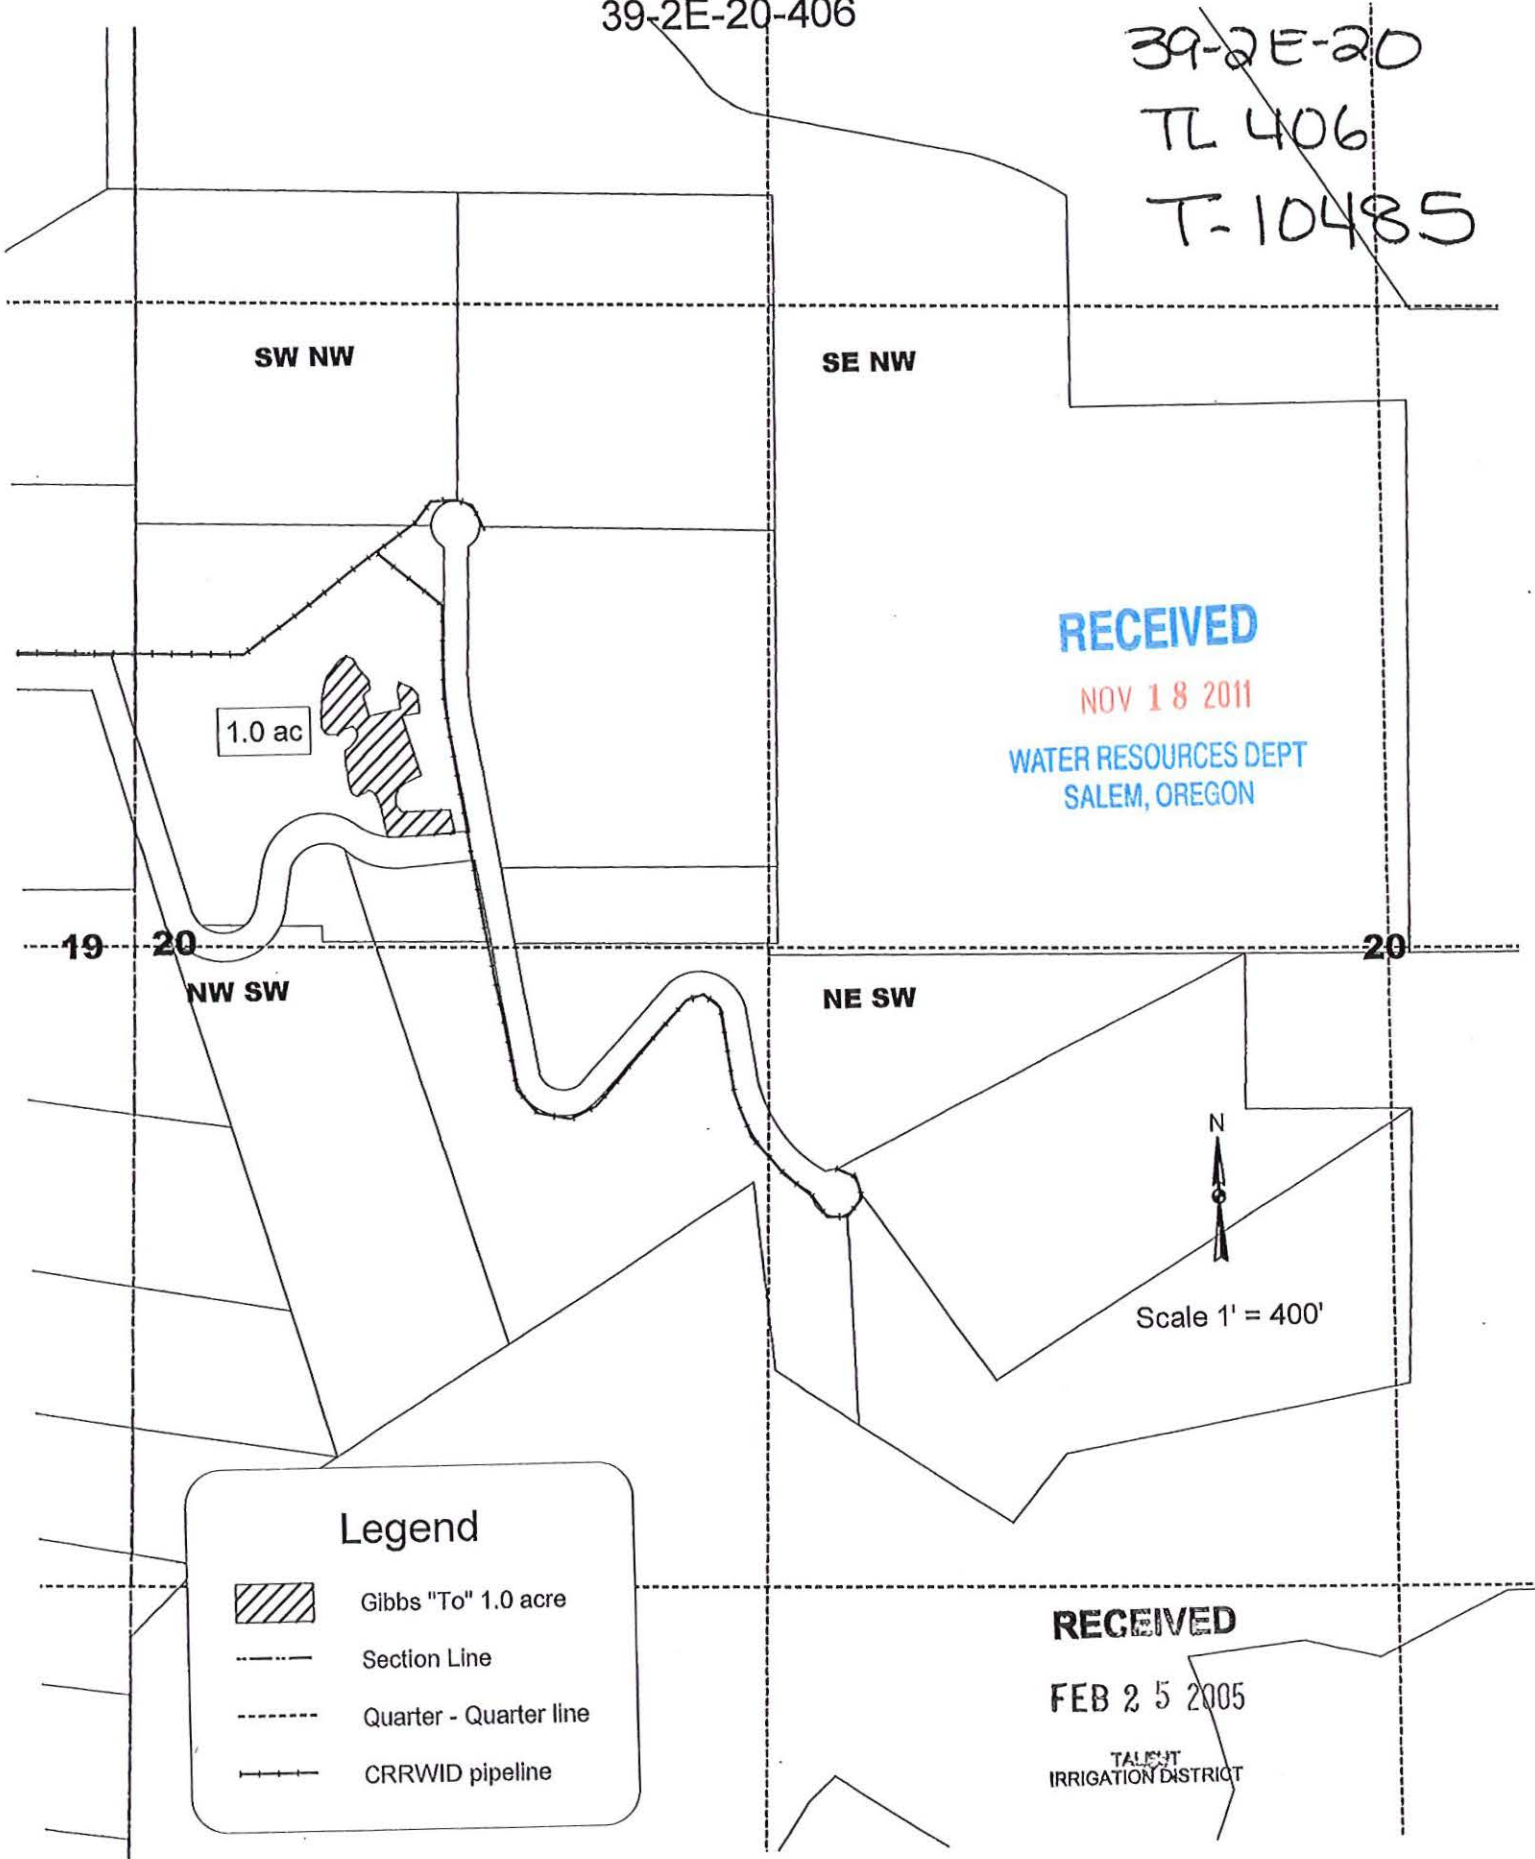 39-2E-20-406
39-2E-20
TL 406
T-10485
SW NW
SE NW
RECEIVED
NOV 18 2011
WATER RESOURCES DEPT
SALEM, OREGON
1.0 ac
19
20
20
NW SW
NE SW
N
Scale 1' = 400'
Legend
Gibbs "To" 1.0 acre
Section Line
Quarter - Quarter line
CRRWID pipeline
RECEIVED
FEB 25 2005
TALENT
IRRIGATION DISTRICT